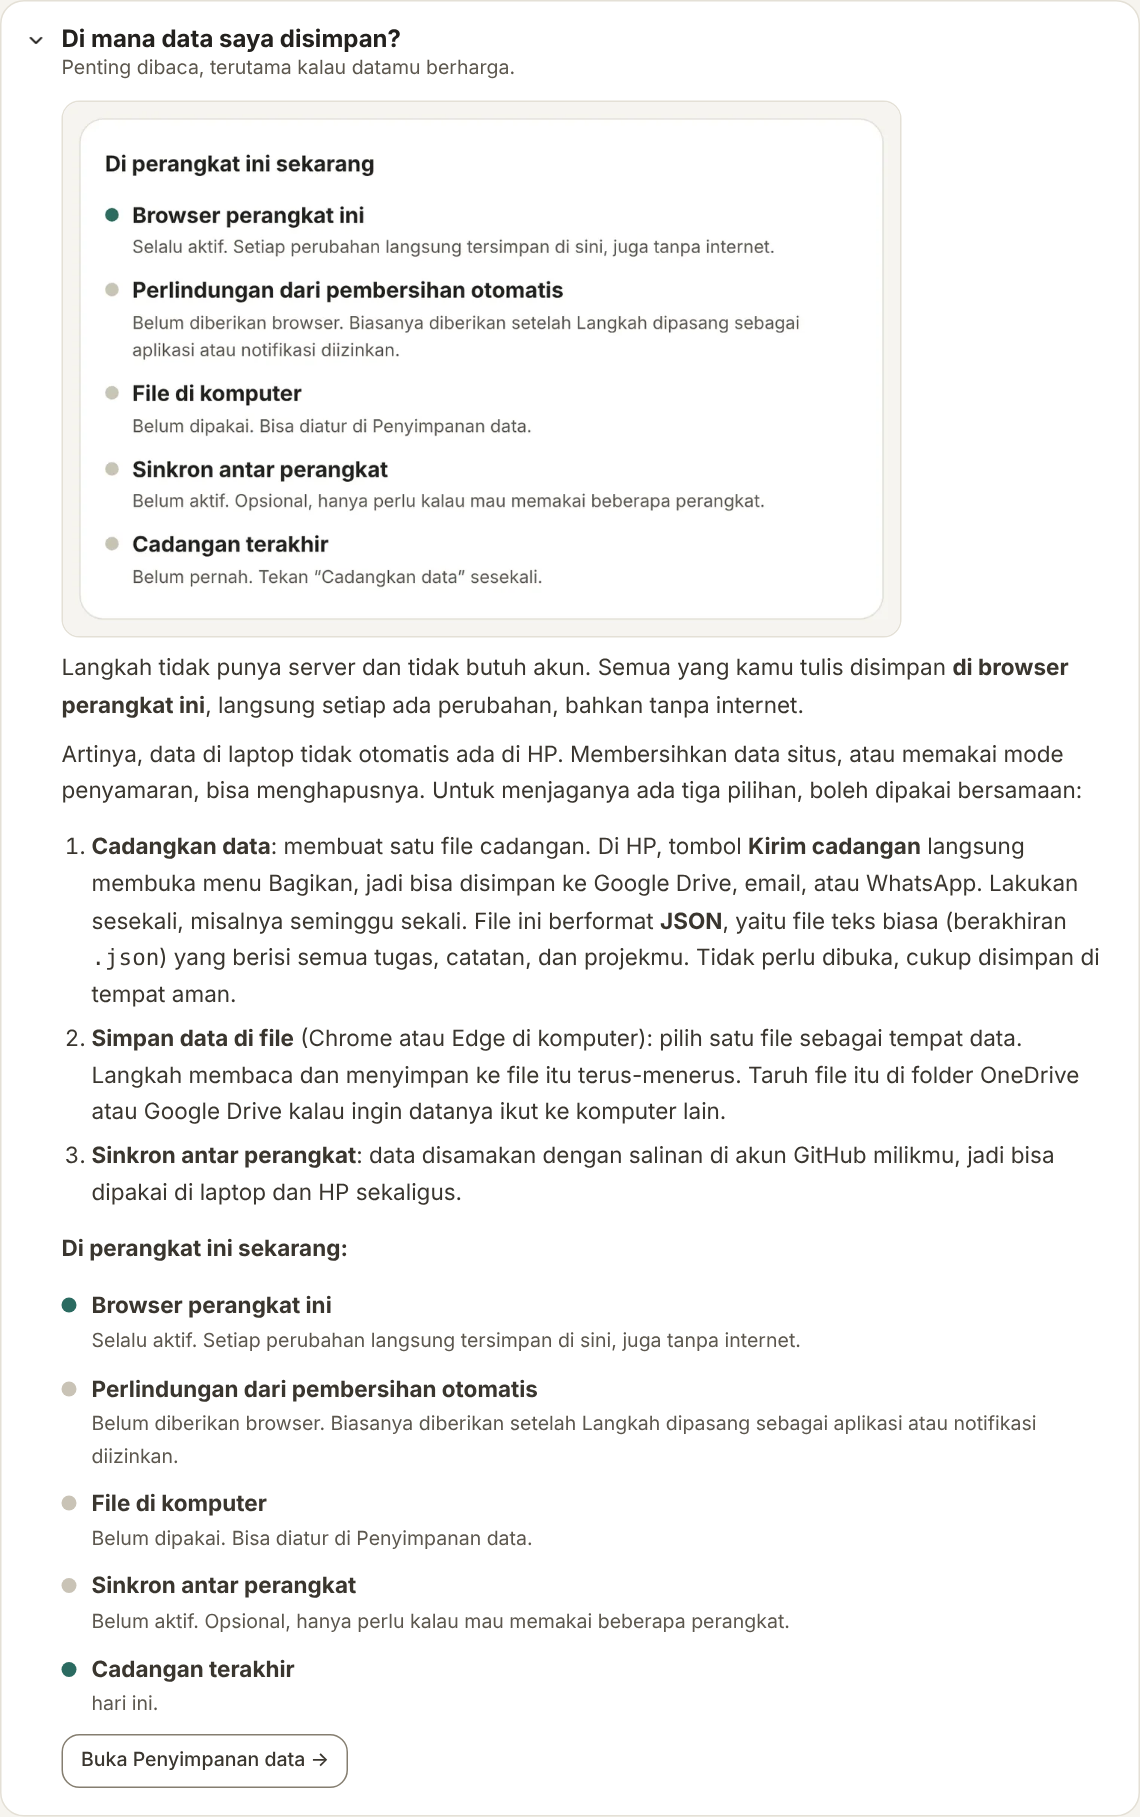 Di mana data saya disimpan?
Penting dibaca, terutama kalau datamu berharga.
Di perangkat ini sekarang
Browser perangkat ini
Selalu aktif. Setiap perubahan langsung tersimpan di sini, juga tanpa internet.
Perlindungan dari pembersihan otomatis
Belum diberikan browser. Biasanya diberikan setelah Langkah dipasang sebagai
aplikasi atau notifikasi diizinkan.
File di komputer
Belum dipakai. Bisa diatur di Penyimpanan data.
Sinkron antar perangkat
Belum aktif. Opsional, hanya perlu kalau mau memakai beberapa perangkat.
Cadangan terakhir
Belum pernah. Tekan “Cadangkan data” sesekali.
Langkah tidak punya server dan tidak butuh akun. Semua yang kamu tulis disimpan di browser
perangkat ini, langsung setiap ada perubahan, bahkan tanpa internet.
Artinya, data di laptop tidak otomatis ada di HP. Membersihkan data situs, atau memakai mode
penyamaran, bisa menghapusnya. Untuk menjaganya ada tiga pilihan, boleh dipakai bersamaan:
1. Cadangkan data: membuat satu file cadangan. Di HP, tombol Kirim cadangan langsung
membuka menu Bagikan, jadi bisa disimpan ke Google Drive, email, atau WhatsApp. Lakukan
sesekali, misalnya seminggu sekali. File ini berformat JSON, yaitu file teks biasa (berakhiran
.json) yang berisi semua tugas, catatan, dan projekmu. Tidak perlu dibuka, cukup disimpan di
tempat aman.
2. Simpan data di file (Chrome atau Edge di komputer): pilih satu file sebagai tempat data.
Langkah membaca dan menyimpan ke file itu terus-menerus. Taruh file itu di folder OneDrive
atau Google Drive kalau ingin datanya ikut ke komputer lain.
3. Sinkron antar perangkat: data disamakan dengan salinan di akun GitHub milikmu, jadi bisa
dipakai di laptop dan HP sekaligus.
Di perangkat ini sekarang:
Browser perangkat ini
Selalu aktif. Setiap perubahan langsung tersimpan di sini, juga tanpa internet.
Perlindungan dari pembersihan otomatis
Belum diberikan browser. Biasanya diberikan setelah Langkah dipasang sebagai aplikasi atau notifikasi
diizinkan.
File di komputer
Belum dipakai. Bisa diatur di Penyimpanan data.
Sinkron antar perangkat
Belum aktif. Opsional, hanya perlu kalau mau memakai beberapa perangkat.
Cadangan terakhir
hari ini.
Buka Penyimpanan data →